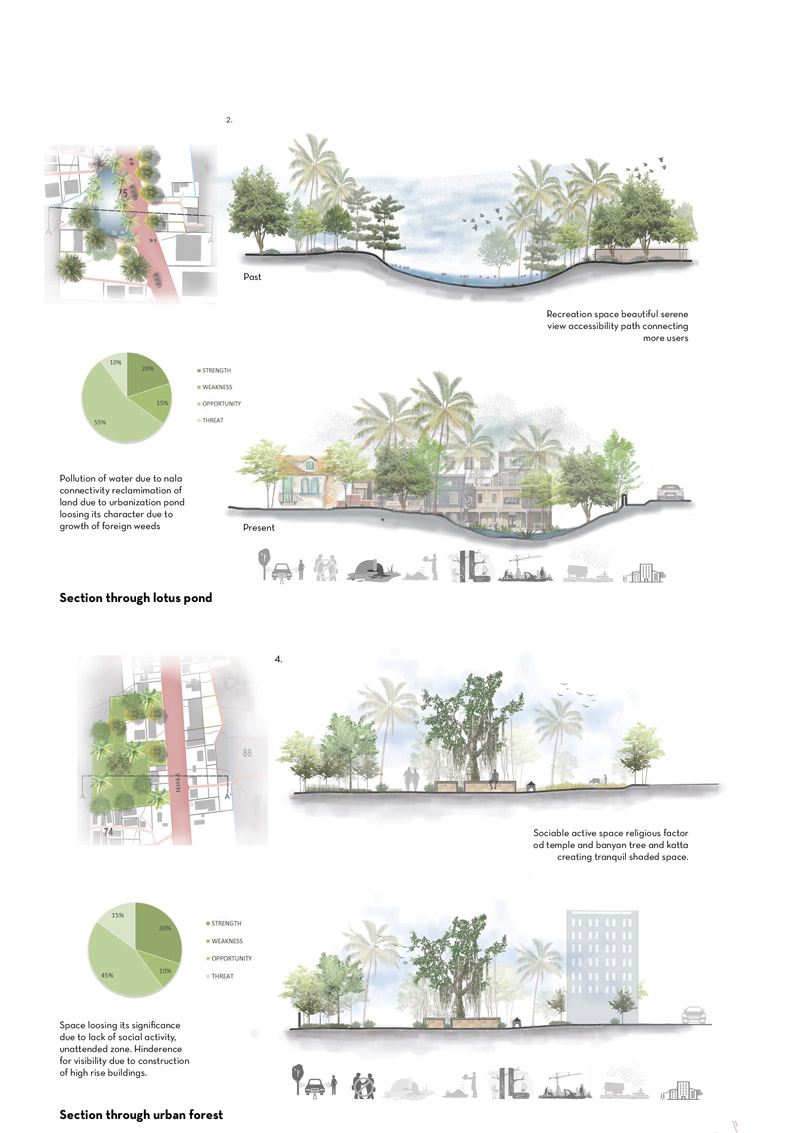 2.
75
A
A'
Past
Recreation space beautiful serene
view accessibility path connecting
more users
10%
20%
15%
55%
STRENGTH
WEAKNESS
OPPORTUNITY
THREAT
Pollution of water due to nala
connectivity reclamimation of
land due to urbanization pond
loosing its character due to
growth of foreign weeds
Present
Section through lotus pond
4.
88
NH66
A
A'
74
Sociable active space religious factor
od temple and banyan tree and katta
creating tranquil shaded space.
15%
30%
10%
45%
STRENGTH
WEAKNESS
OPPORTUNITY
THREAT
Space loosing its significance
due to lack of social activity,
unattended zone. Hinderence
for visibility due to construction
of high rise buildings.
Section through urban forest